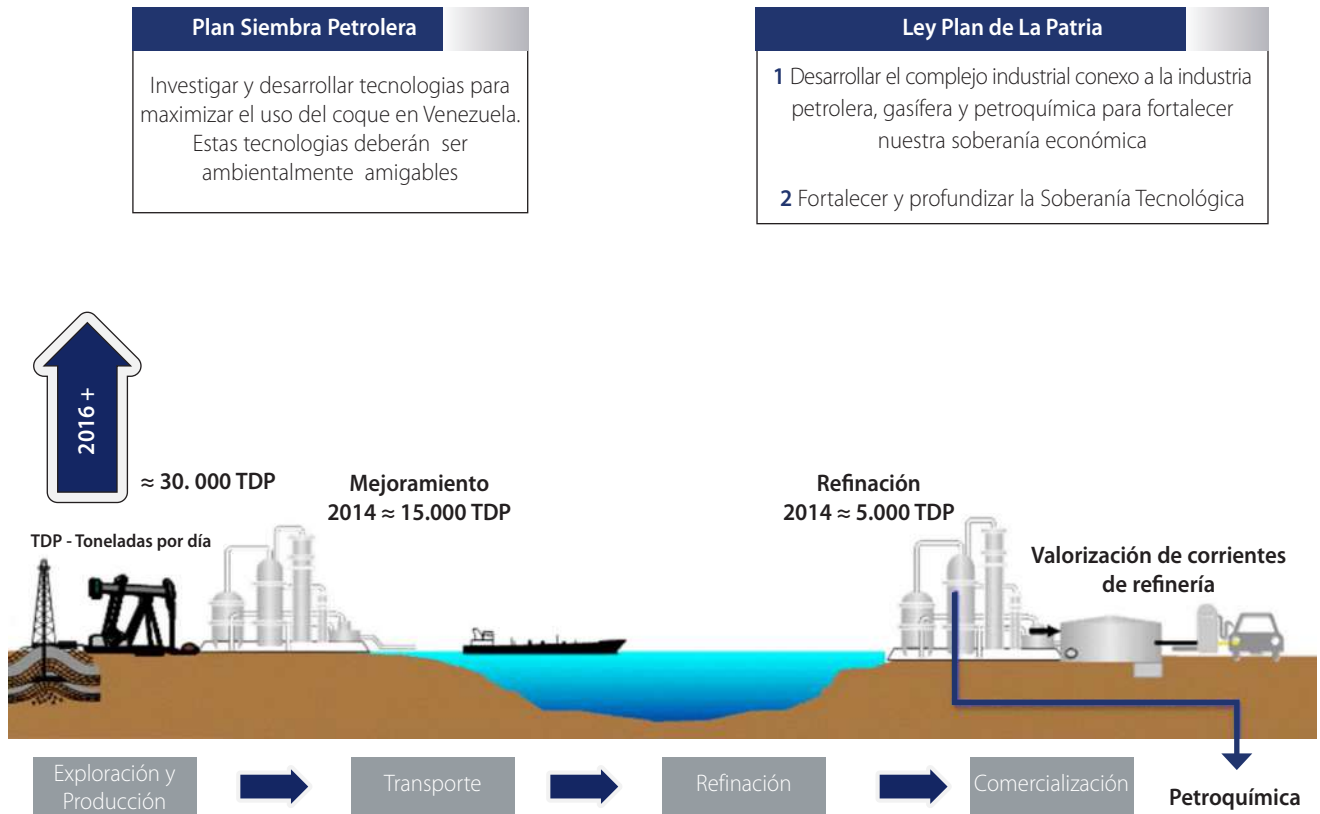 Plan Siembra Petrolera
Investigar y desarrollar tecnologias para
maximizar el uso del coque en Venezuela.
Estas tecnologias deberán ser
ambientalmente amigables
Ley Plan de La Patria
1 Desarrollar el complejo industrial conexo a la industria
petrolera, gasífera y petroquímica para fortalecer
nuestra soberanía económica
2 Fortalecer y profundizar la Soberanía Tecnológica
2016 +
≈ 30. 000 TDP
Mejoramiento
2014 ≈ 15.000 TDP
Refinación
2014 ≈ 5.000 TDP
TDP - Toneladas por día
Valorización de corrientes
de refinería
Exploración y
Producción
Transporte
Refinación
Comercialización
Petroquímica